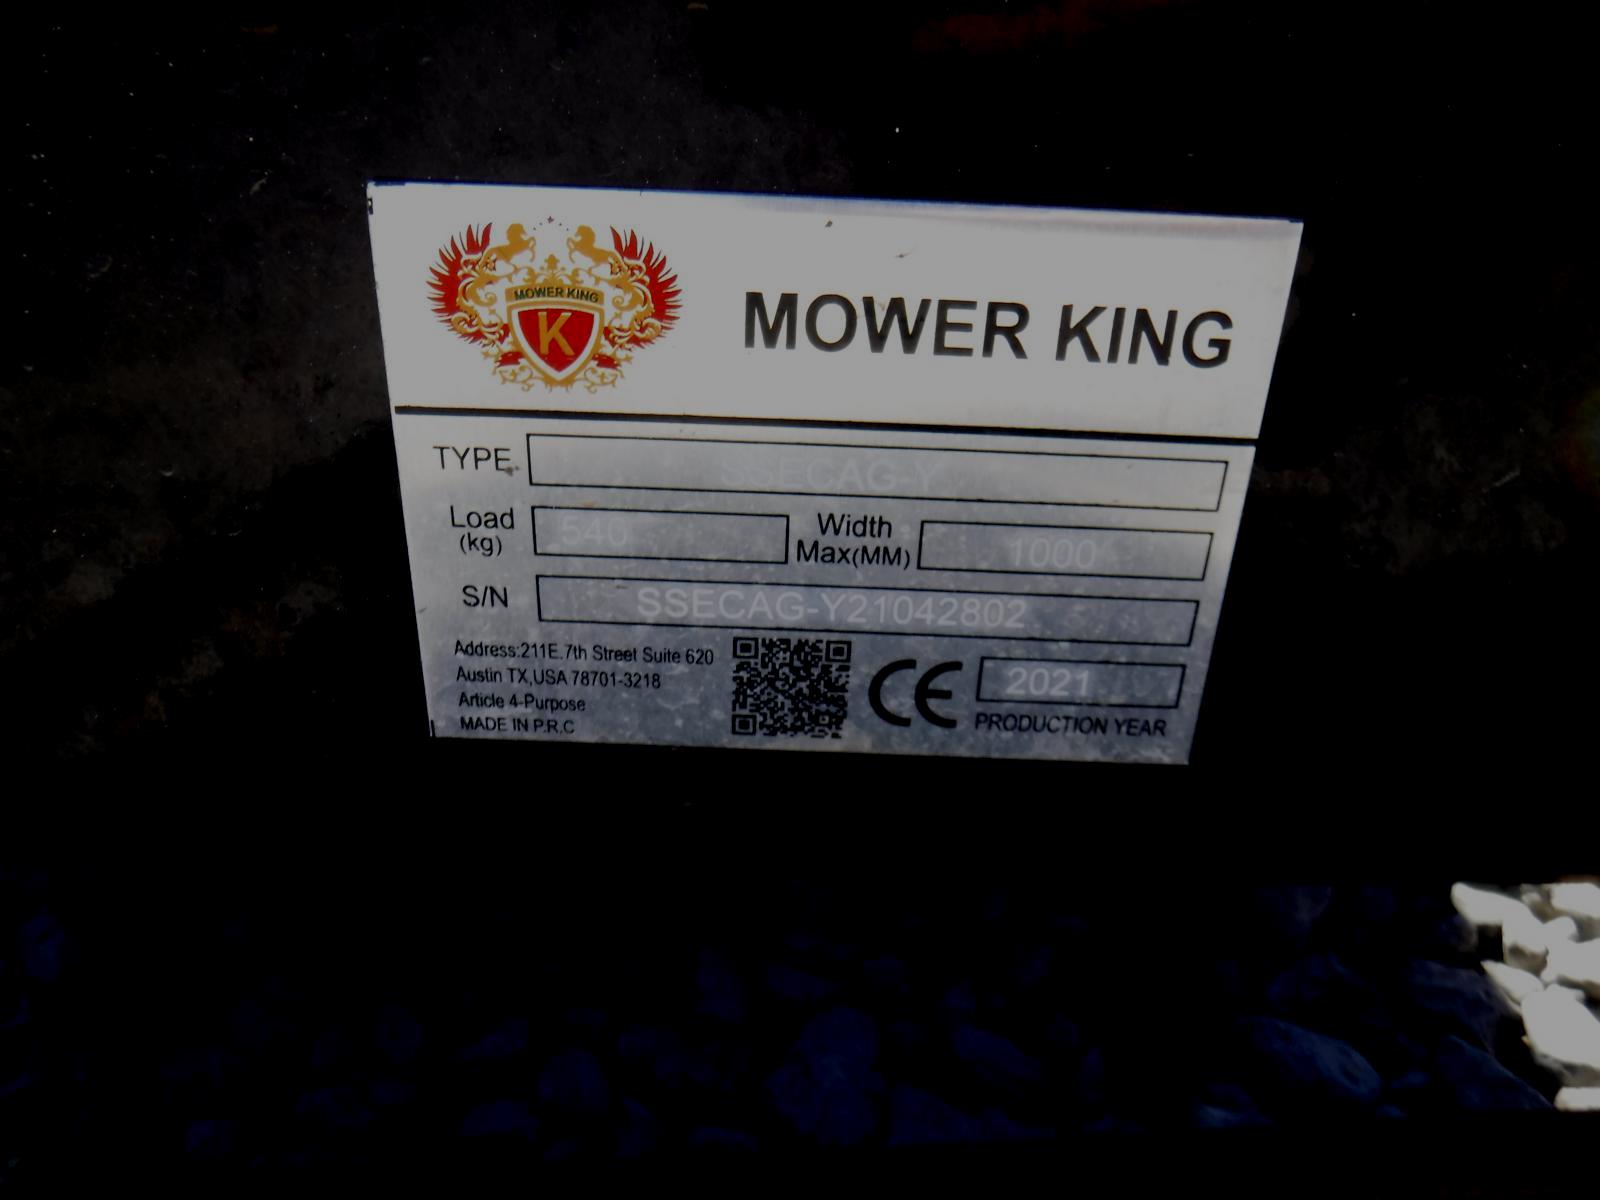 MOWER KING
K
MOWER KING
TYPE SSECAG-Y
Load (kg) 540 Width Max(MM) 1000
S/N SSECAG-Y21042802
Address:211E.7th Street Suite 620
Austin TX,USA 78701-3218
Article 4-Purpose
MADE IN P.R.C
CE 2021
PRODUCTION YEAR